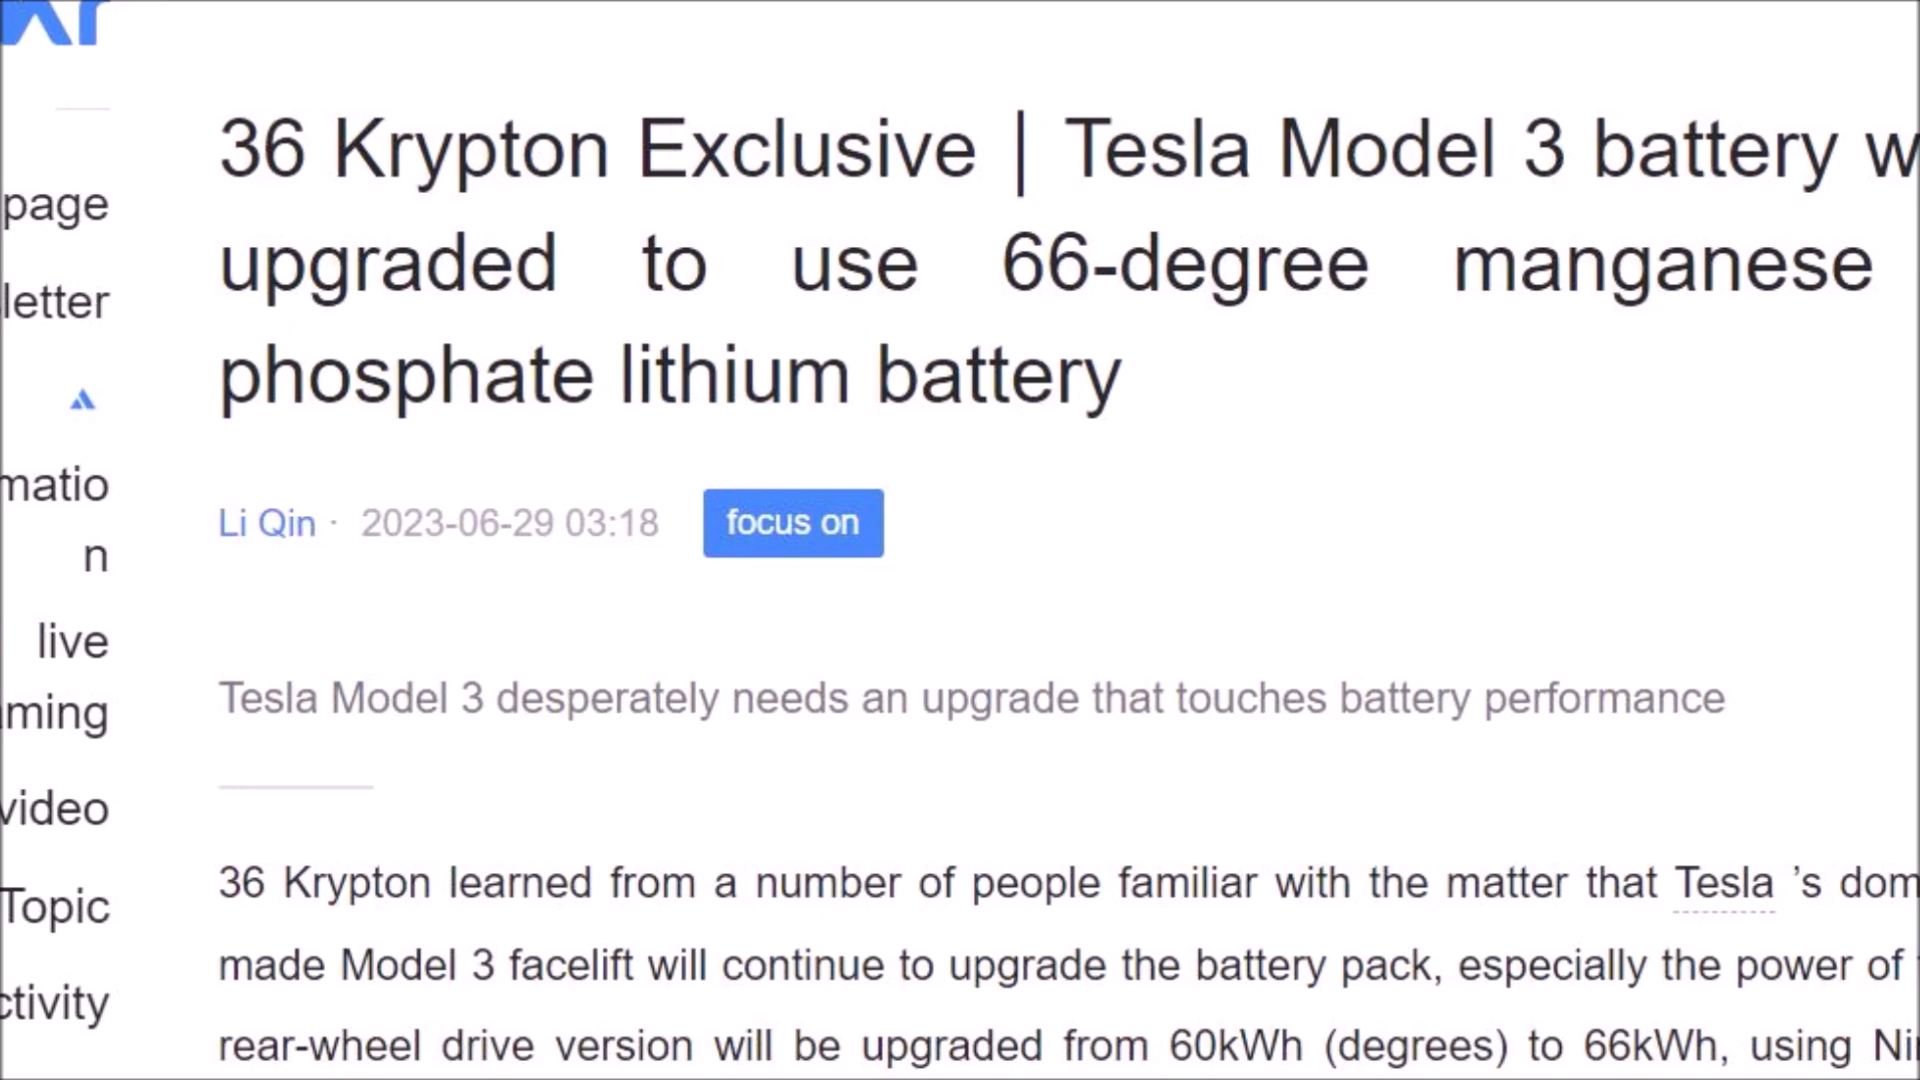 36 Krypton Exclusive | Tesla Model 3 battery
upgraded to use 66-degree manganese
phosphate lithium battery
Li Qin · 2023-06-29 03:18 focus on
Tesla Model 3 desperately needs an upgrade that touches battery performance
36 Krypton learned from a number of people familiar with the matter that Tesla 's
made Model 3 facelift will continue to upgrade the battery pack, especially the power of
rear-wheel drive version will be upgraded from 60kWh (degrees) to 66kWh, using
page
letter
matio
n
live
ming
video
Topic
ctivity